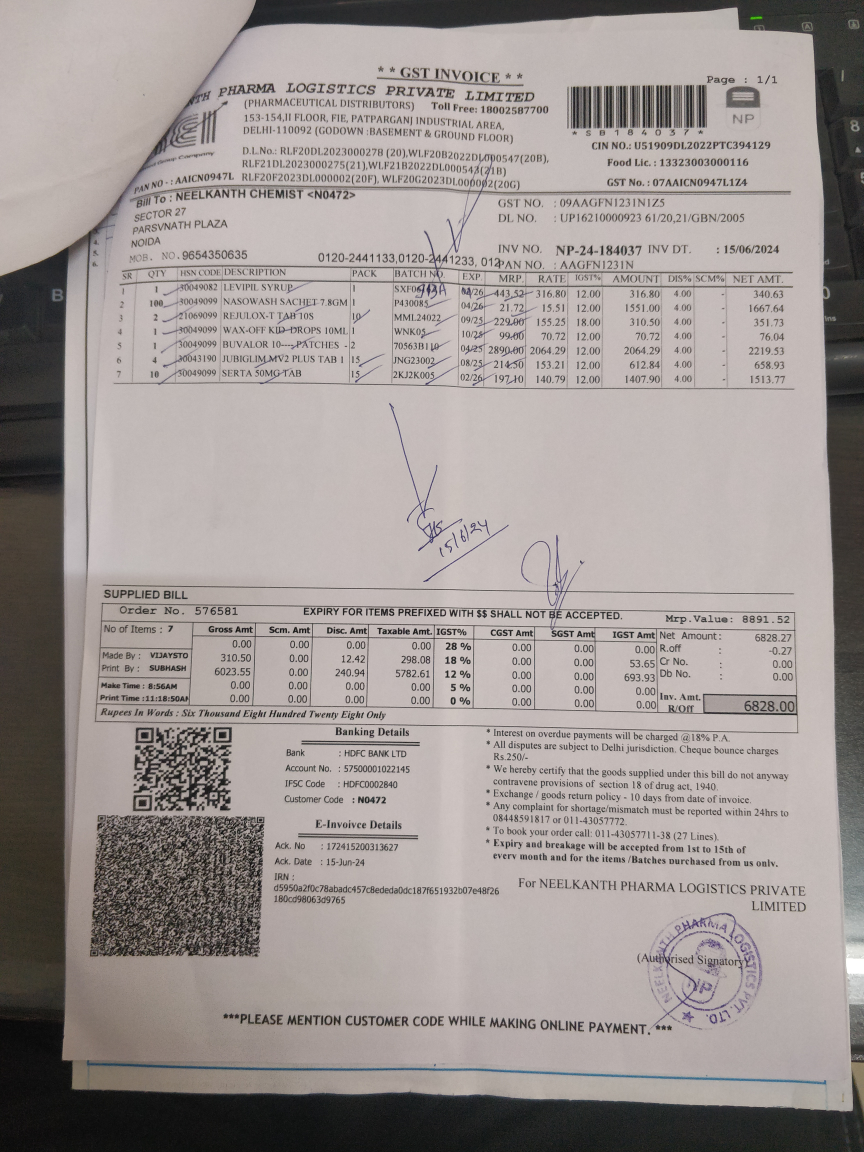 ** GST INVOICE **
Page : 1/1
PHARMA LOGISTICS PRIVATE LIMITED
(PHARMACEUTICAL DISTRIBUTORS) Toll Free: 18002587700
153-154,II FLOOR, FIE, PATPARGANJ INDUSTRIAL AREA,
DELHI-110092 (GODOWN :BASEMENT & GROUND FLOOR)
*SB184037*
NP
CIN NO.: U51909DL2022PTC394129
Food Lic. : 13323003000116
GST No. : 07AAICN0947L1Z4
Group Company
D.L.No.: RLF20DL2023000278 (20),WLF20B2022DL000547(20B),
RLF21DL2023000275(21),WLF21B2022DL000543(21B)
PAN NO - : AAICN0947L RLF20F2023DL000002(20F), WLF20G2023DL000002(20G)
Bill To : NEELKANTH CHEMIST <N0472>
SECTOR 27
PARSVNATH PLAZA
NOIDA
MOB. NO.9654350635 0120-2441133,0120-2441233, 012
GST NO. : 09AAGFN1231N1Z5
DL NO. : UP16210000923 61/20,21/GBN/2005
INV NO. NP-24-184037 INV DT. : 15/06/2024
PAN NO. : AAGFN1231N
SR QTY HSN CODE DESCRIPTION PACK BATCH NO. EXP. MRP. RATE IGST% AMOUNT DIS% SCM% NET AMT.
1 1 30049082 LEVIPIL SYRUP 1 443.52 316.80 12.00 316.80 4.00 - 340.63
2 100 30049099 NASOWASH SACHET 7.8GM 1 P430085 04/26 21.72 15.51 12.00 1551.00 4.00 - 1667.64
3 2 21069099 REJULOX-T TAB 10S 10 MML24022 09/25 229.00 155.25 18.00 310.50 4.00 - 351.73
4 1 30049099 WAX-OFF KID DROPS 10ML 1 WNK05 10/25 99.00 70.72 12.00 70.72 4.00 - 76.04
5 1 30049099 BUVALOR 10----PATCHES - 2 70563B110 04/25 2890.00 2064.29 12.00 2064.29 4.00 - 2219.53
6 4 30043190 JUBIGLIM MV2 PLUS TAB 1 15 JNG23002 08/25 214.50 153.21 12.00 612.84 4.00 - 658.93
7 10 30049099 SERTA 50MG TAB 15 2KJ2K005 02/26 197.10 140.79 12.00 1407.90 4.00 - 1513.77
15/6/24
SUPPLIED BILL
Order No. 576581 EXPIRY FOR ITEMS PREFIXED WITH $$ SHALL NOT BE ACCEPTED. Mrp.Value: 8891.52
No of Items : 7 Gross Amt Scm. Amt Disc. Amt Taxable Amt. IGST% CGST Amt SGST Amt IGST Amt Net Amount : 6828.27
0.00 0.00 0.00 0.00 28 % 0.00 0.00 0.00 R.off : -0.27
Made By : VIJAYSTO 310.50 0.00 12.42 298.08 18 % 0.00 0.00 53.65 Cr No. : 0.00
Print By : SUBHASH 6023.55 0.00 240.94 5782.61 12 % 0.00 0.00 693.93 Db No. : 0.00
Make Time : 8:56AM 0.00 0.00 0.00 0.00 5 % 0.00 0.00 0.00
Print Time :11:18:50AM 0.00 0.00 0.00 0.00 0 % 0.00 0.00 0.00 Inv. Amt. R/Off 6828.00
Rupees In Words : Six Thousand Eight Hundred Twenty Eight Only
Banking Details
Bank : HDFC BANK LTD
Account No. : 57500001022145
IFSC Code : HDFC0002840
Customer Code : N0472
E-Invoivce Details
Ack. No : 172415200313627
Ack. Date : 15-Jun-24
IRN :
d5950a2f0c78abadc457c8ededa0dc187f651932b07e48f26
180cd98063d9765
* Interest on overdue payments will be charged @18% P.A.
* All disputes are subject to Delhi jurisdiction. Cheque bounce charges
Rs.250/-
* We hereby certify that the goods supplied under this bill do not anyway
contravene provisions of section 18 of drug act, 1940.
* Exchange / goods return policy - 10 days from date of invoice.
* Any complaint for shortage/mismatch must be reported within 24hrs to
08448591817 or 011-43057772.
* To book your order call: 011-43057711-38 (27 Lines).
* Expiry and breakage will be accepted from 1st to 15th of
every month and for the items /Batches purchased from us only.
For NEELKANTH PHARMA LOGISTICS PRIVATE
LIMITED
(Authorised Signatory)
NEELKANTH PHARMA LOGISTICS PVT. LTD.
***PLEASE MENTION CUSTOMER CODE WHILE MAKING ONLINE PAYMENT. ***